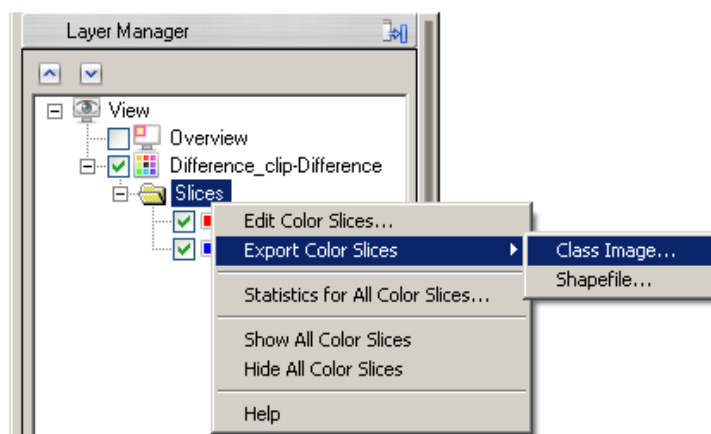 Layer Manager
View
Overview
Difference_clip-Difference
Slices
Edit Color Slices...
Export Color Slices
Class Image...
Shapefile...
Statistics for All Color Slices...
Show All Color Slices
Hide All Color Slices
Help